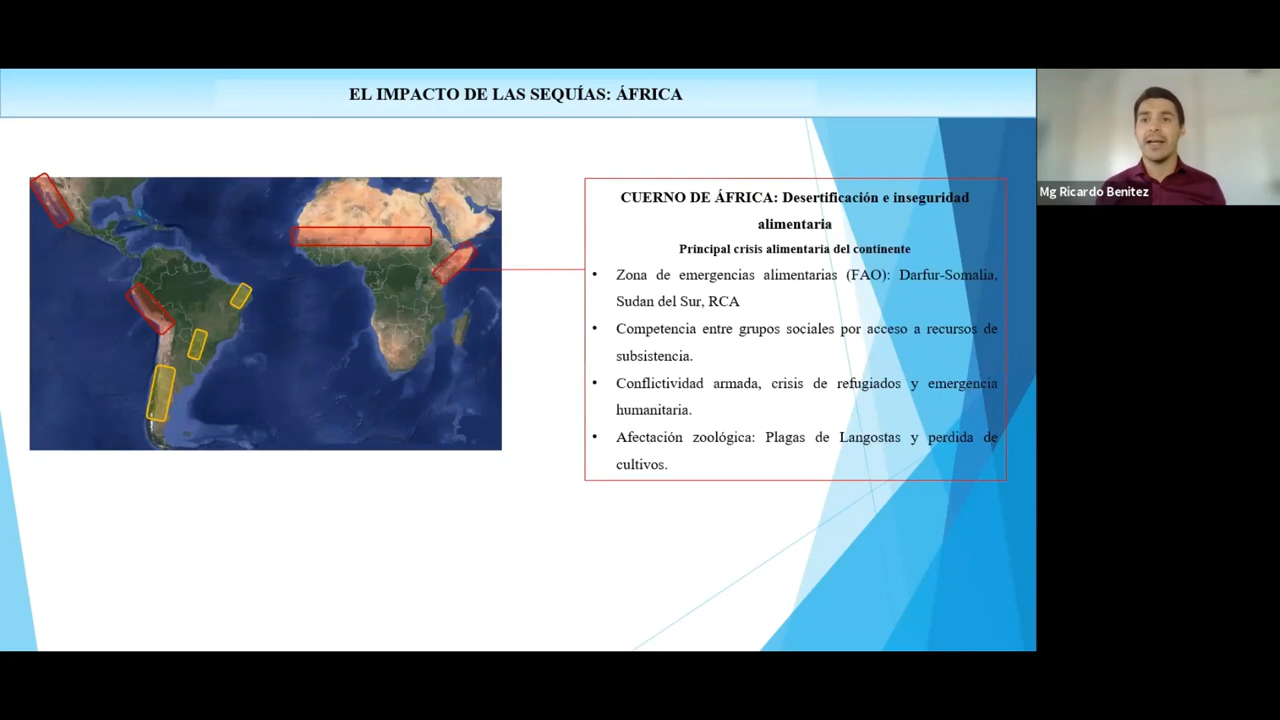 EL IMPACTO DE LAS SEQUÍAS: ÁFRICA
Mg Ricardo Benitez
CUERNO DE ÁFRICA: Desertificación e inseguridad
alimentaria
Principal crisis alimentaria del continente
• Zona de emergencias alimentarias (FAO): Darfur-Somalia,
Sudan del Sur, RCA
• Competencia entre grupos sociales por acceso a recursos de
subsistencia.
• Conflictividad armada, crisis de refugiados y emergencia
humanitaria.
• Afectación zoológica: Plagas de Langostas y perdida de
cultivos.